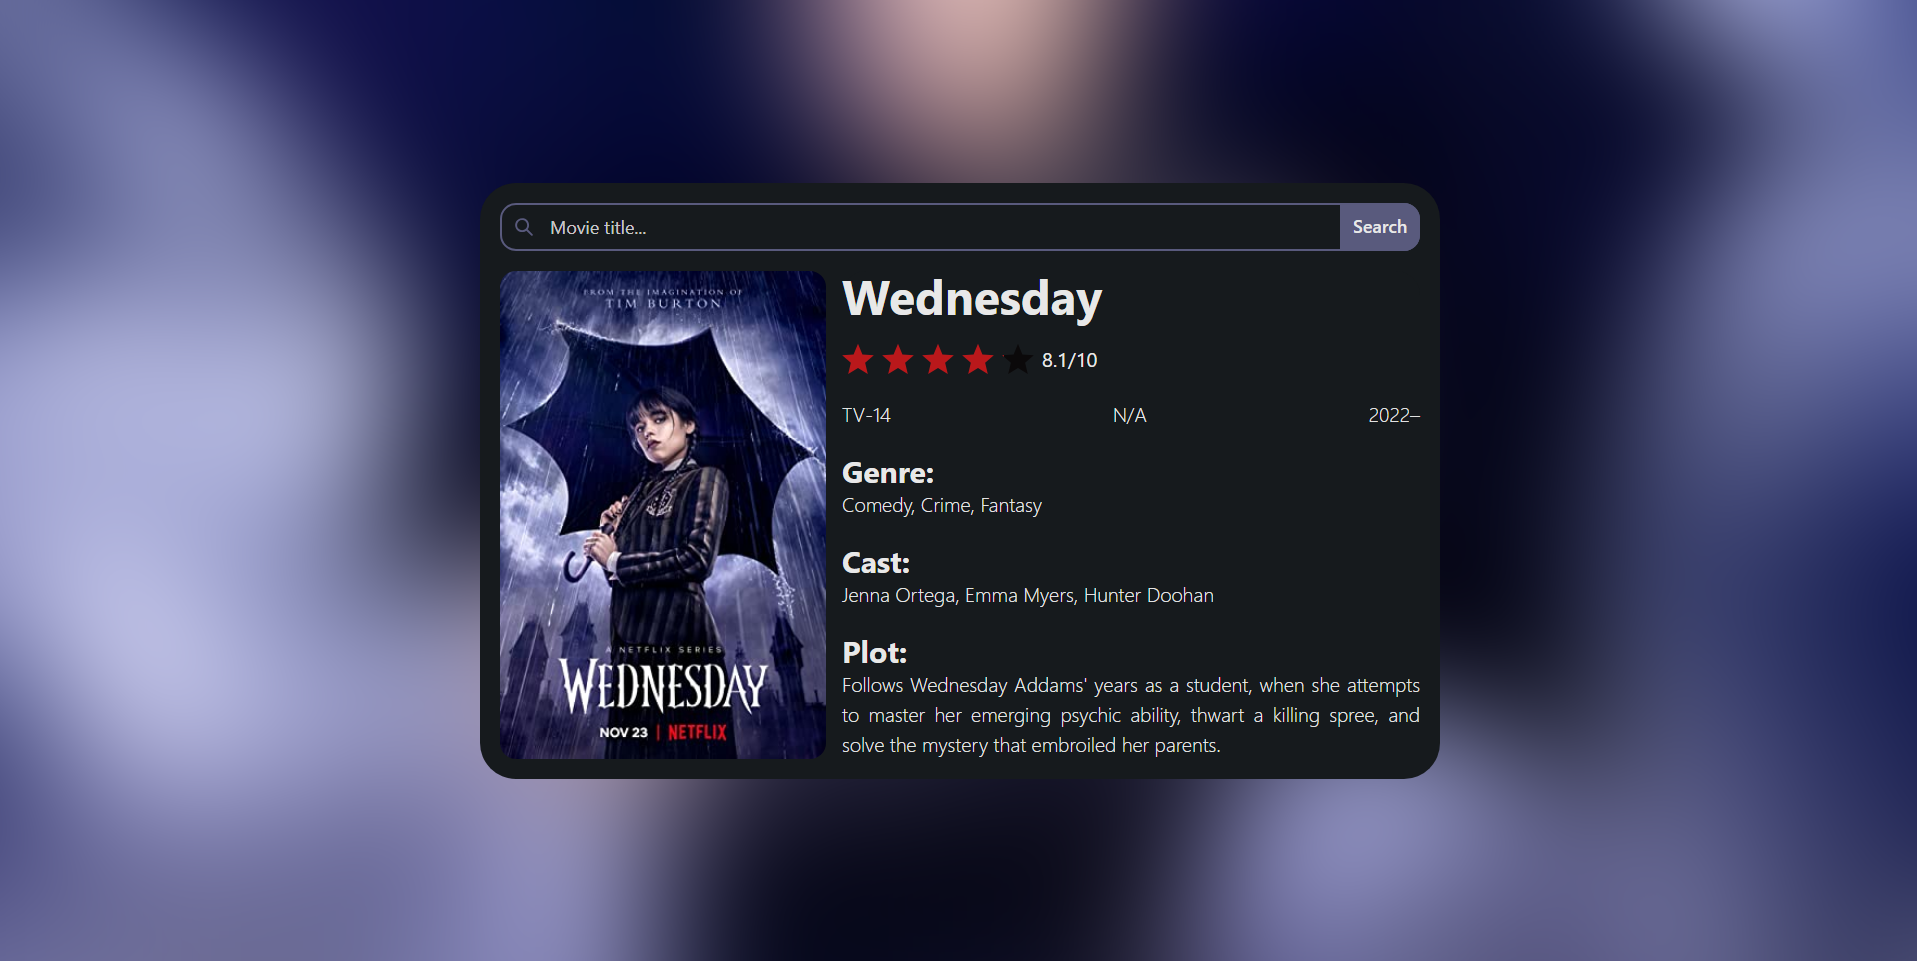 Movie title...
Search
FROM THE IMAGINATION OF
TIM BURTON
A NETFLIX SERIES
WEDNESDAY
NOV 23 | NETFLIX
Wednesday
8.1/10
TV-14
N/A
2022–
Genre:
Comedy, Crime, Fantasy
Cast:
Jenna Ortega, Emma Myers, Hunter Doohan
Plot:
Follows Wednesday Addams' years as a student, when she attempts
to master her emerging psychic ability, thwart a killing spree, and
solve the mystery that embroiled her parents.